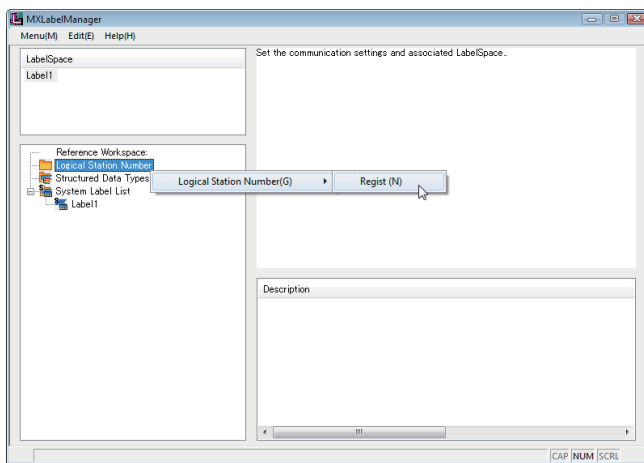 MXLabelManager
Menu(M) Edit(E) Help(H)
LabelSpace
Label1
Set the communication settings and associated LabelSpace..
Reference Workspace:
Logical Station Number
Structured Data Types
System Label List
Label1
Logical Station Number(G)
Regist (N)
Description
CAP NUM SCRL